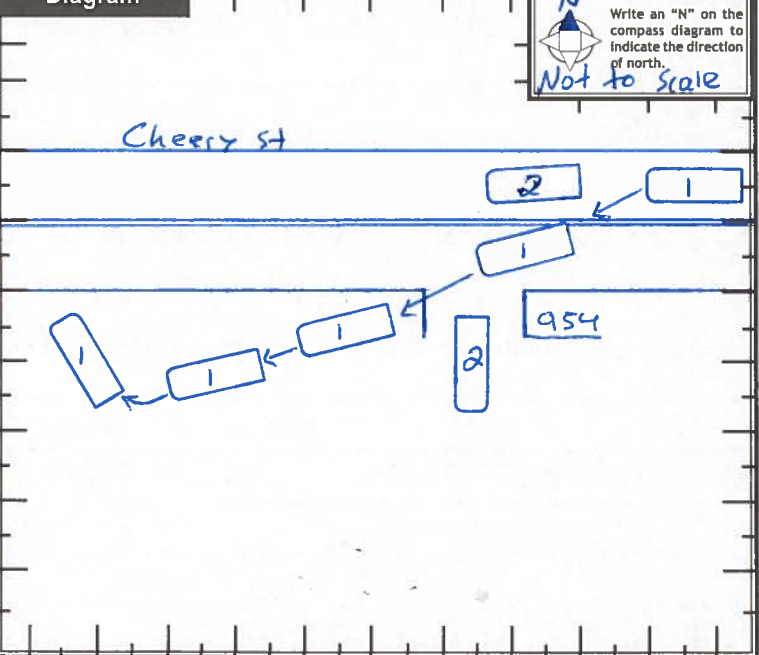 Diagram
N
Write an “N” on the
compass diagram to
indicate the direction
of north.
Not to Scale
Cheery st
2
1
1
954
1
2
1
1